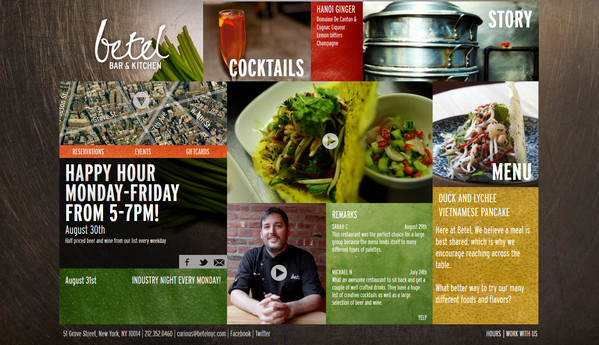 betel
BAR & KITCHEN
COCKTAILS
HANOI GINGER
Domaine De Canton &
Cognac Liqueur
Lemon bitters
Champagne
STORY
Grove St
RESERVATIONS EVENTS GIFTCARDS
HAPPY HOUR
MONDAY-FRIDAY
FROM 5-7PM!
August 30th
Half priced beer and wine from our list every weekday
August 31st INDUSTRY NIGHT EVERY MONDAY!
REMARKS
SARAH C August 29th
This restaurant was the perfect choice for a large
group because the menu lends itself to many
different types of palettes.
MICHAEL N July 24th
What an awesome restaurant to sit back and get a
couple of well crafted drinks. They have a huge
list of creative cocktails as well as a large
selection of beer and wine.
YELP
MENU
DUCK AND LYCHEE
VIETNAMESE PANCAKE
Here at Betel, We believe a meal is
best shared, which is why we
encourage reaching across the
table.
What better way to try our many
different foods and flavors?
51 Grove Street, New York, NY 10014 | 212.352.0460 | curious@betelnyc.com | Facebook | Twitter
HOURS | WORK WITH US